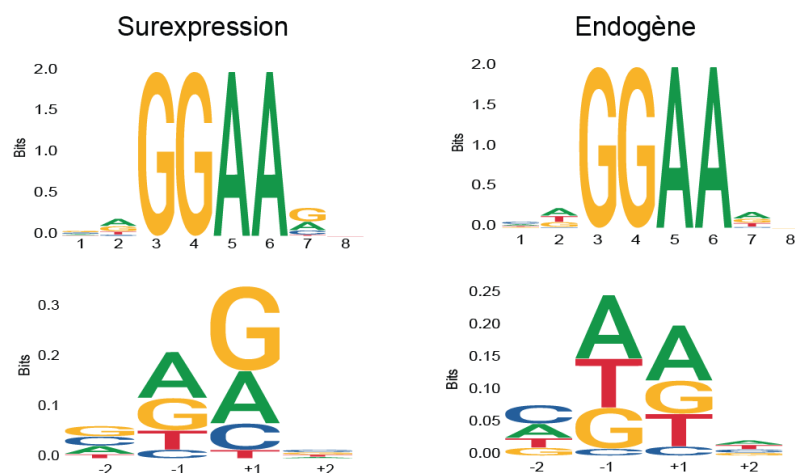 Surexpression
Endogène
2.0
1.5
1.0
0.5
0.0
Bits
GGAA
G
A
A
G
T
A
C
1 2 3 4 5 6 7 8
2.0
1.5
1.0
0.5
0.0
Bits
GGAA
A
T
G
A
1 2 3 4 5 6 7 8
0.3
0.2
0.1
0.0
Bits
G
C
A
T
A
G
T
C
G
A
C
T
-2 -1 +1 +2
0.25
0.20
0.15
0.10
0.05
0.00
Bits
C
A
T
G
A
T
G
C
A
G
T
C
-2 -1 +1 +2